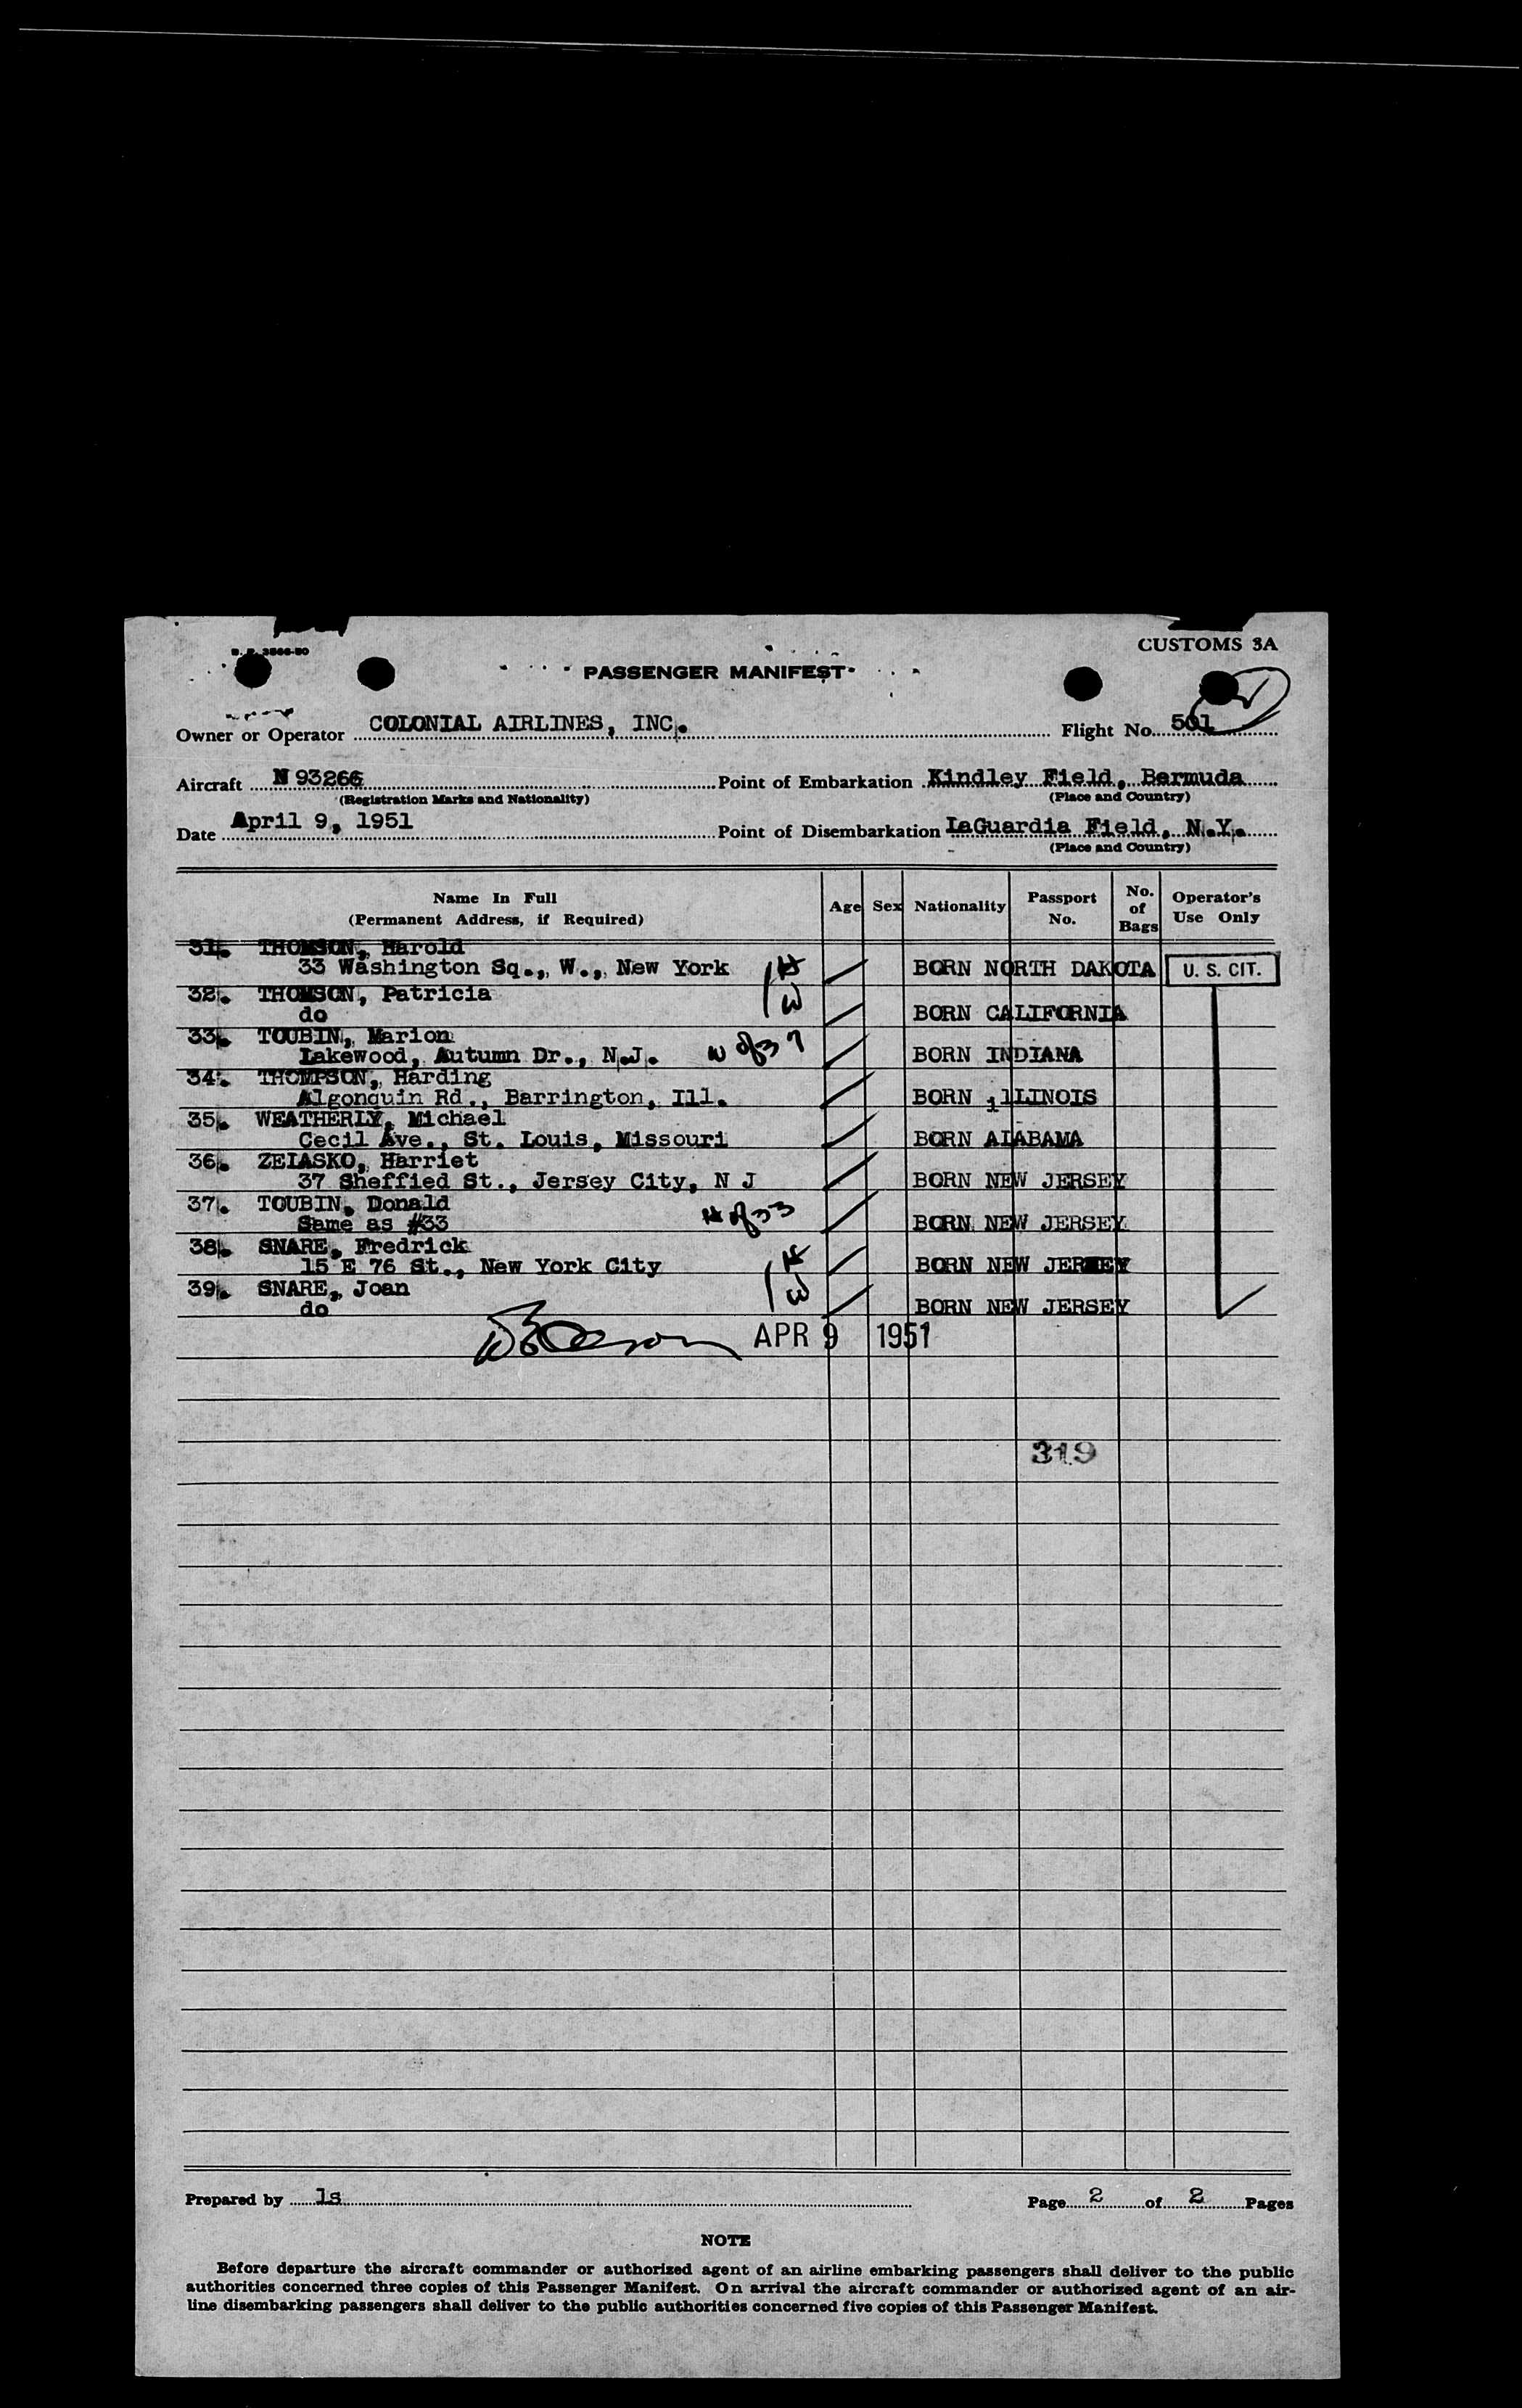 CUSTOMS 3A
PASSENGER MANIFEST
Owner or Operator COLONIAL AIRLINES, INC. Flight No. 501
Aircraft N 93266 Point of Embarkation Kindley Field, Bermuda
(Registration Marks and Nationality) (Place and Country)
Date April 9, 1951 Point of Disembarkation LaGuardia Field, N.Y.
(Place and Country)
Name In Full (Permanent Address, if Required) Age Sex Nationality Passport No. No. of Bags Operator's Use Only
31. THOMSON, Harold
33 Washington Sq., W., New York H BORN NORTH DAKOTA U. S. CIT.
32. THOMSON, Patricia
do W BORN CALIFORNIA
33. TOUBIN, Marion
Lakewood, Autumn Dr., N.J. W of 37 BORN INDIANA
34. THOMPSON, Harding
Algonquin Rd., Barrington, Ill. BORN ilLINOIS
35. WEATHERLY, Michael
Cecil Ave., St. Louis, Missouri BORN ALABAMA
36. ZELASKO, Harriet
37 Sheffied St., Jersey City, N J BORN NEW JERSEY
37. TOUBIN, Donald
Same as #33 H of 33 BORN NEW JERSEY
38. SNARE, Fredrick
15 E 76 St., New York City H BORN NEW JERSEY
39. SNARE, Joan
do W BORN NEW JERSEY
APR 9 1951
319
Prepared by ls Page 2 of 2 Pages
NOTE
Before departure the aircraft commander or authorized agent of an airline embarking passengers shall deliver to the public
authorities concerned three copies of this Passenger Manifest. On arrival the aircraft commander or authorized agent of an air-
line disembarking passengers shall deliver to the public authorities concerned five copies of this Passenger Manifest.